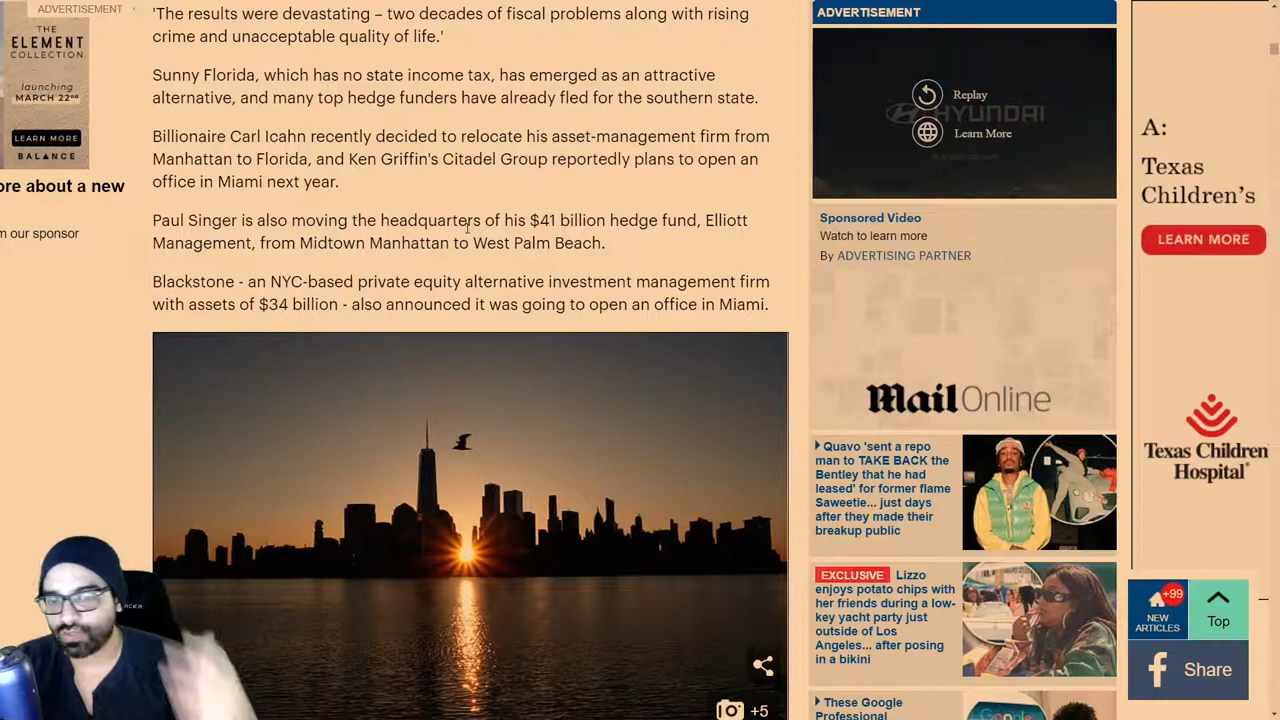 ADVERTISEMENT
THE
ELEMENT
COLLECTION
launching
MARCH 22nd
LEARN MORE
BALANCE
ore about a new
m our sponsor
'The results were devastating – two decades of fiscal problems along with rising
crime and unacceptable quality of life.'
Sunny Florida, which has no state income tax, has emerged as an attractive
alternative, and many top hedge funders have already fled for the southern state.
Billionaire Carl Icahn recently decided to relocate his asset-management firm from
Manhattan to Florida, and Ken Griffin's Citadel Group reportedly plans to open an
office in Miami next year.
Paul Singer is also moving the headquarters of his $41 billion hedge fund, Elliott
Management, from Midtown Manhattan to West Palm Beach.
Blackstone - an NYC-based private equity alternative investment management firm
with assets of $34 billion - also announced it was going to open an office in Miami.
+5
ADVERTISEMENT
Replay
HYUNDAI
Learn More
Sponsored Video
Watch to learn more
By ADVERTISING PARTNER
Mail Online
Quavo 'sent a repo
man to TAKE BACK the
Bentley that he had
leased' for former flame
Saweetie... just days
after they made their
breakup public
EXCLUSIVE Lizzo
enjoys potato chips with
her friends during a low-
key yacht party just
outside of Los
Angeles... after posing
in a bikini
These Google
Professional
A:
Texas
Children's
LEARN MORE
Texas Children
Hospital
+99
NEW
ARTICLES
Top
Share